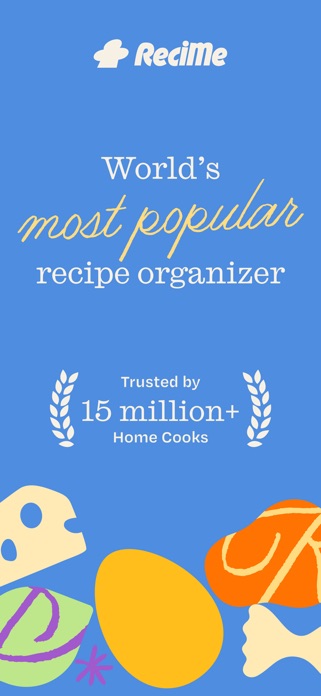 ReciMe
World's
most popular
recipe organizer
Trusted by
15 million+
Home Cooks